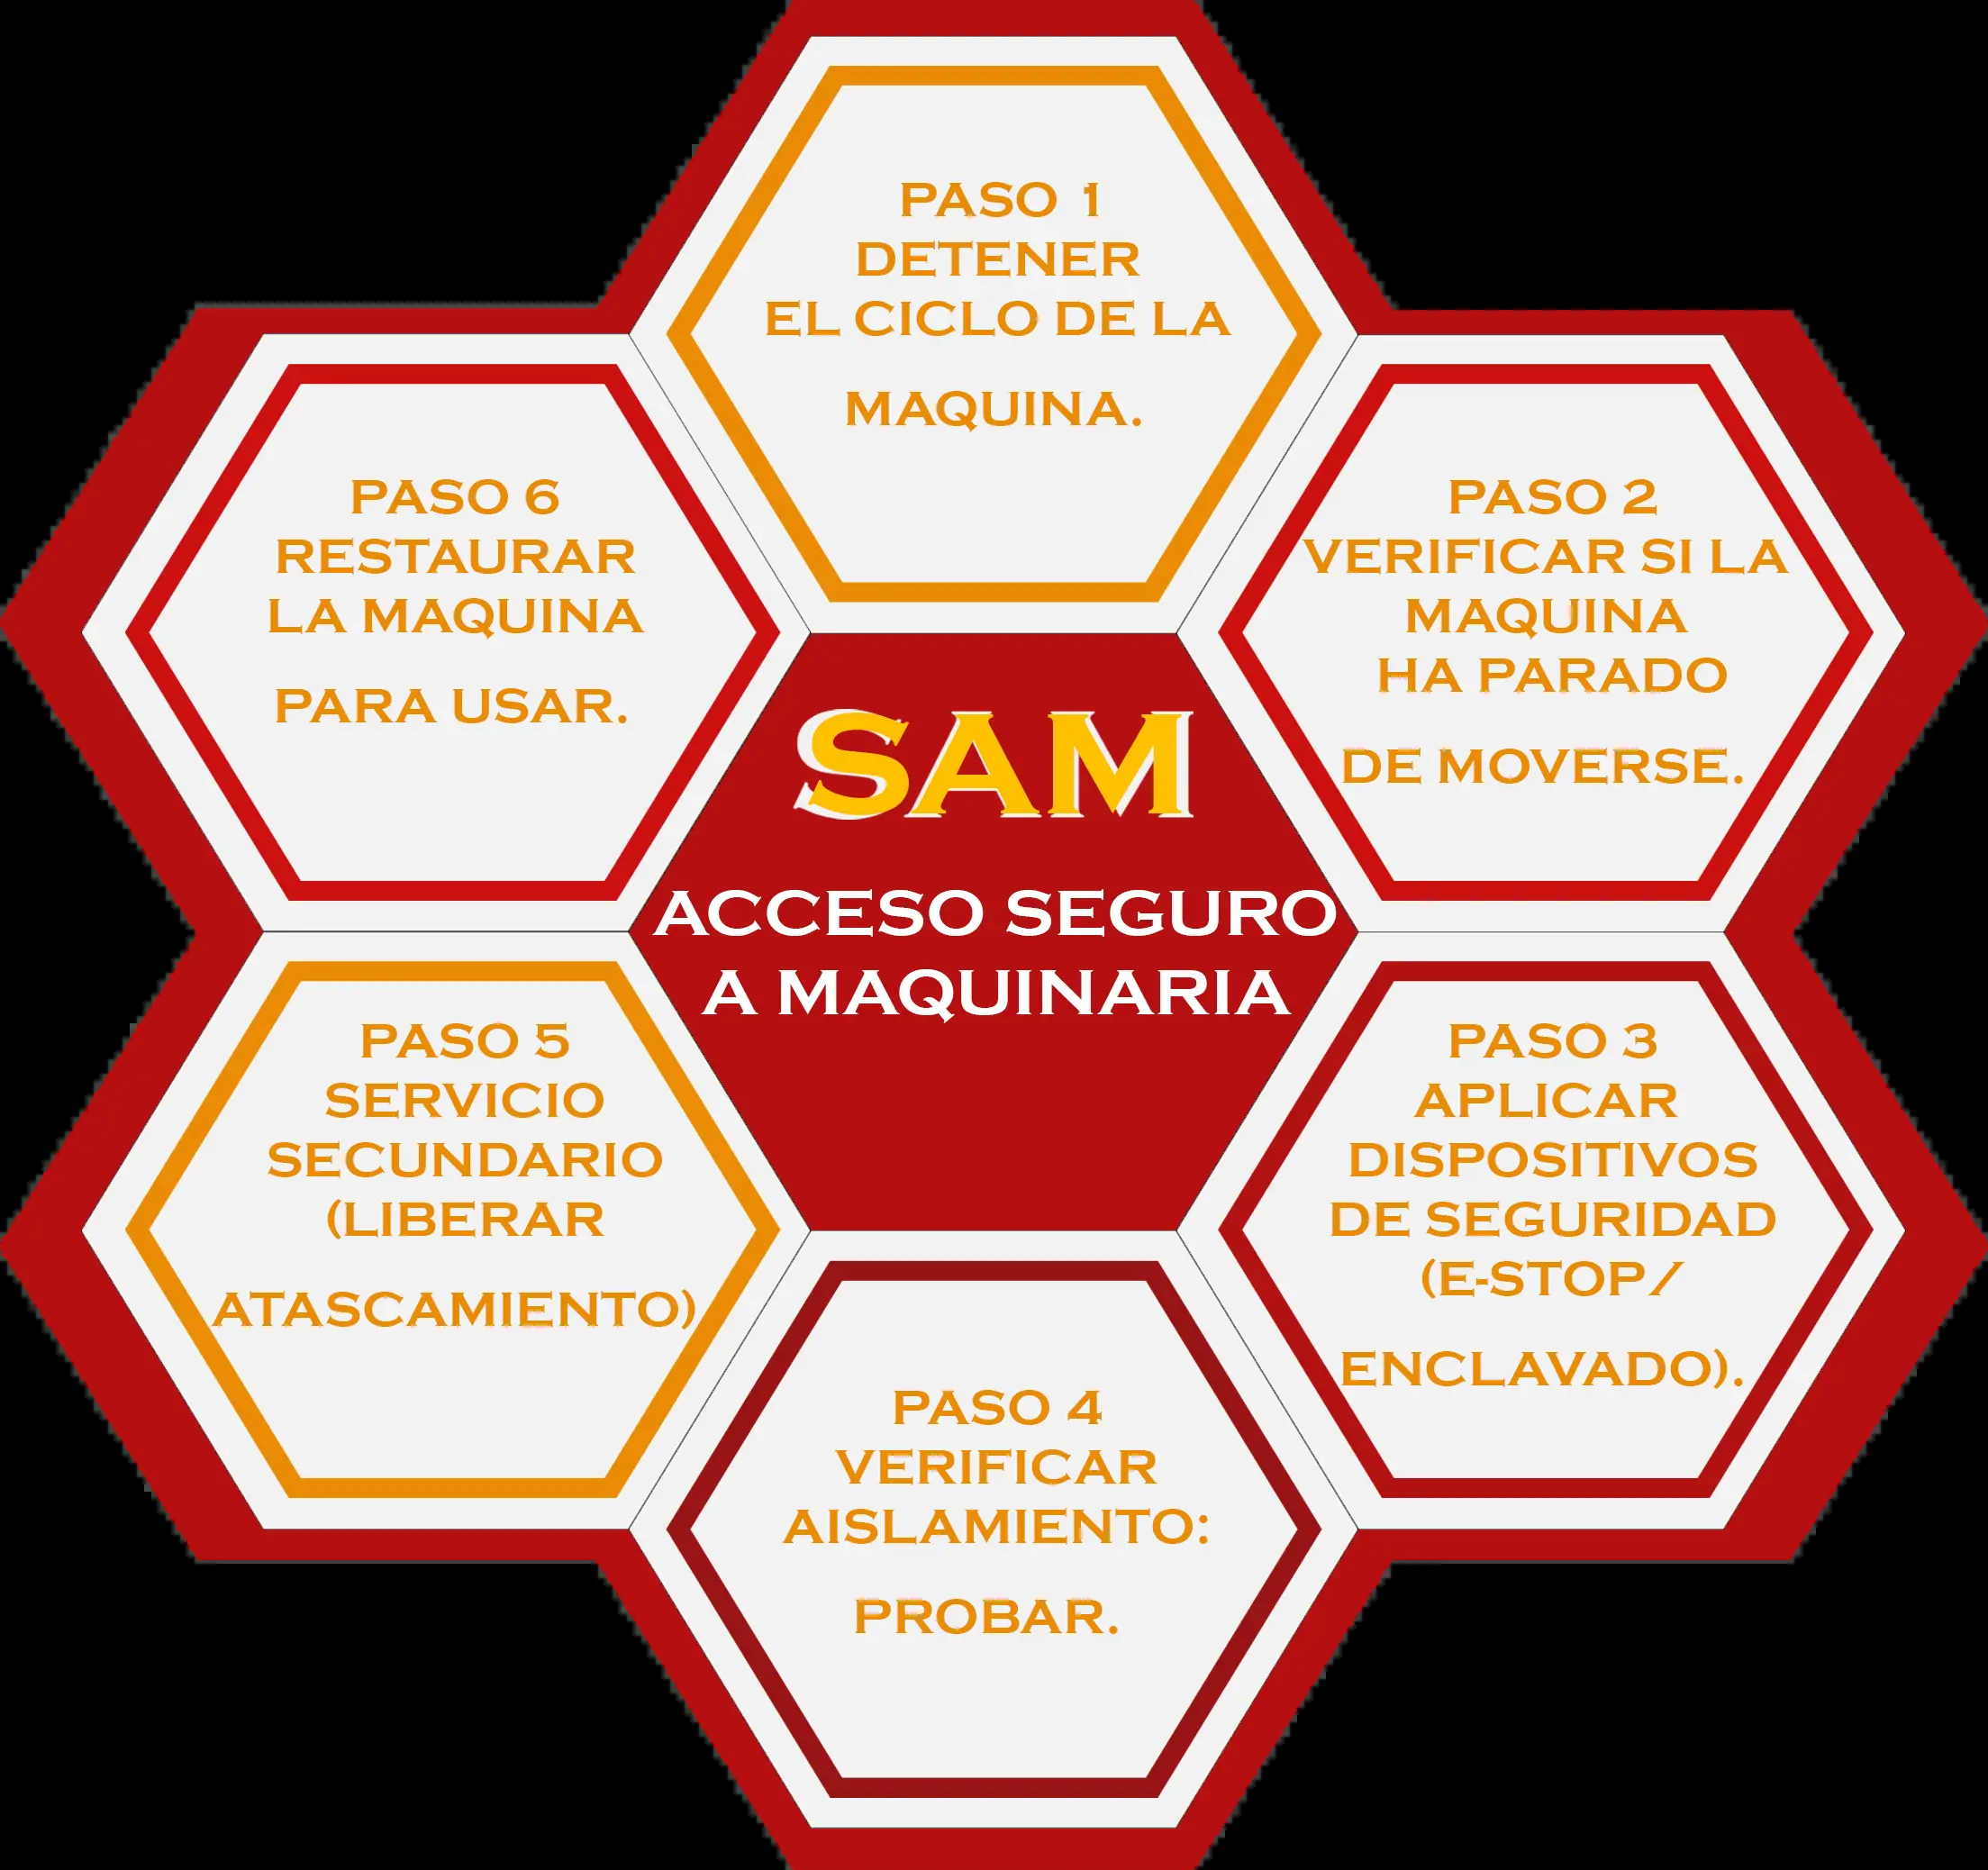 PASO 1
DETENER
EL CICLO DE LA
MAQUINA.
PASO 2
VERIFICAR SI LA
MAQUINA
HA PARADO
DE MOVERSE.
PASO 3
APLICAR
DISPOSITIVOS
DE SEGURIDAD
(E-STOP/
ENCLAVADO).
PASO 4
VERIFICAR
AISLAMIENTO:
PROBAR.
PASO 5
SERVICIO
SECUNDARIO
(LIBERAR
ATASCAMIENTO)
PASO 6
RESTAURAR
LA MAQUINA
PARA USAR.
SAM
ACCESO SEGURO
A MAQUINARIA